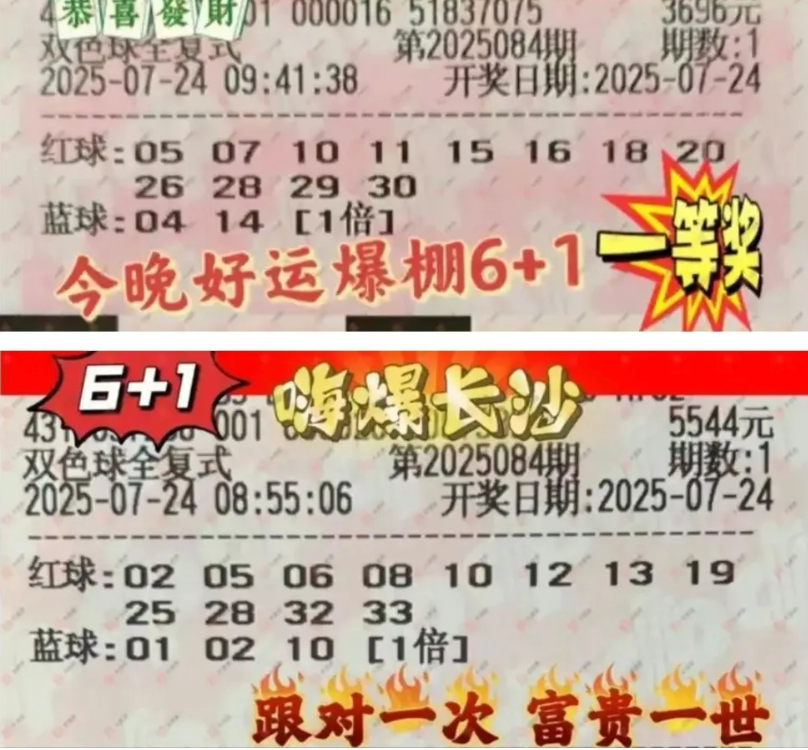 恭喜發財
01 000016 51837075 3696元
双色球全复式 第2025084期 期数:1
2025-07-24 09:41:38 开奖日期:2025-07-24
红球:05 07 10 11 15 16 18 20
26 28 29 30
蓝球:04 14 [1倍]
今晚好运爆棚6+1 一等奖
6+1 嗨爆长沙
001 5544元
双色球全复式 第2025084期 期数:1
2025-07-24 08:55:06 开奖日期:2025-07-24
红球:02 05 06 08 10 12 13 19
25 28 32 33
蓝球:01 02 10 [1倍]
跟对一次 富贵一世